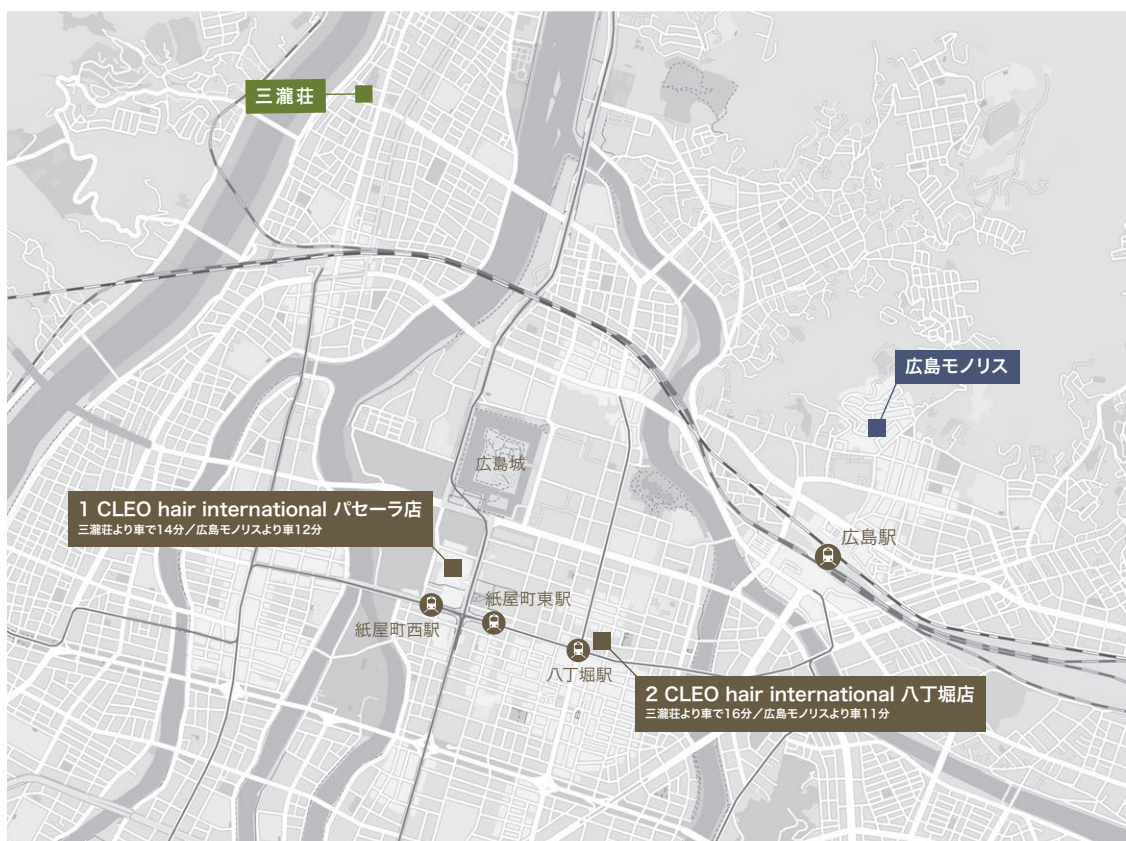 三瀧荘
広島モノリス
広島城
1 CLEO hair international パセーラ店
三瀧荘より車で14分／広島モノリスより車12分
広島駅
紙屋町東駅
紙屋町西駅
八丁堀駅
2 CLEO hair international 八丁堀店
三瀧荘より車で16分／広島モノリスより車11分